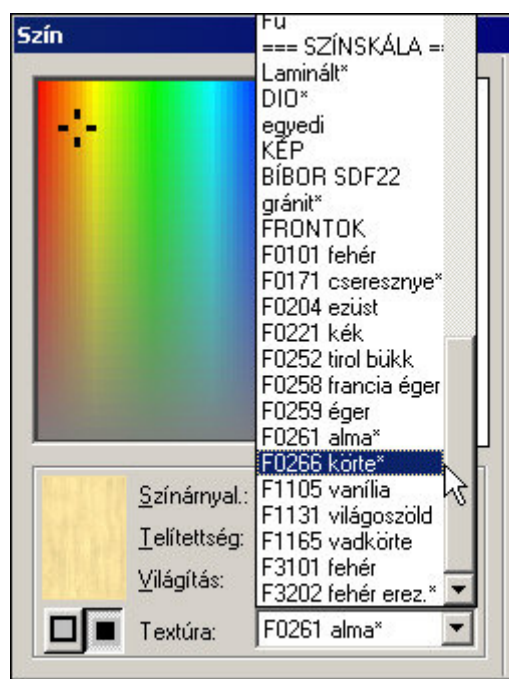 Szín
Fű
=== SZÍNSKÁLA ==
Laminált*
DIO*
egyedi
KÉP
BÍBOR SDF22
gránit*
FRONTOK
F0101 fehér
F0171 cseresznye*
F0204 ezüst
F0221 kék
F0252 tirol bükk
F0258 francia éger
F0259 éger
F0261 alma*
F0266 körte*
F1105 vanília
F1131 világoszöld
F1165 vadkörte
F3101 fehér
F3202 fehér erez.*
Színárnyal.:
Telítettség:
Világítás:
Textúra:
F0261 alma*